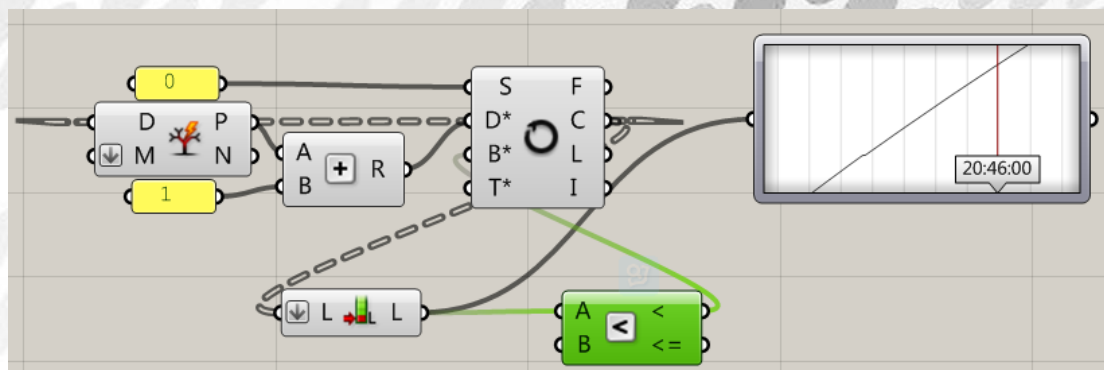 0
D P
M N
1
A R
B
S F
D* C
B* L
T* I
20:46:00
L L L
A < <
B <=